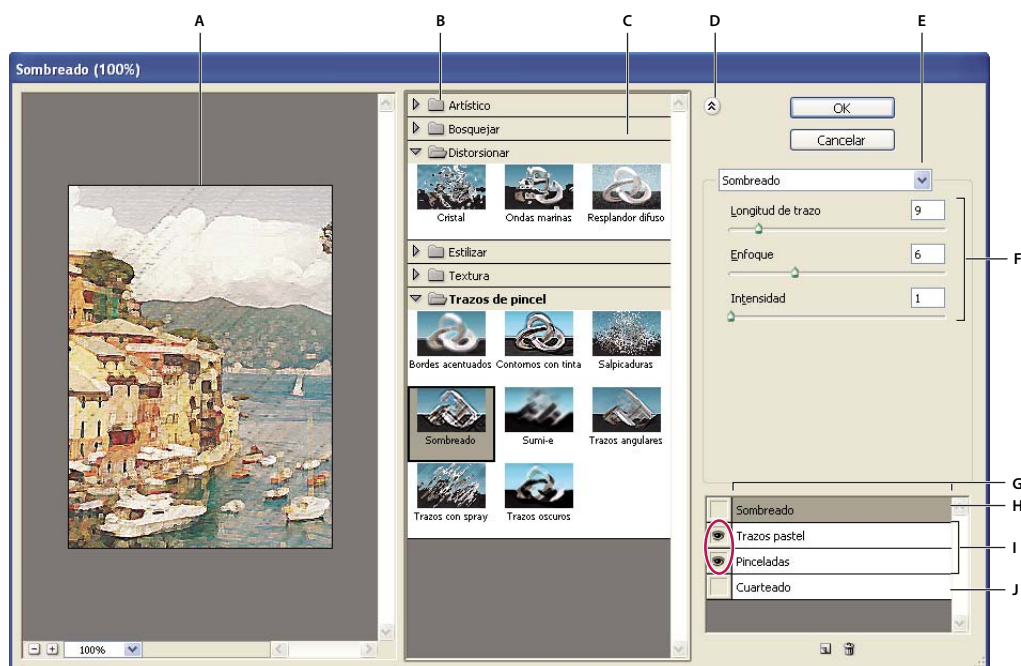 A
B
C
D
E
Sombreado (100%)
Artístico
Bosquejar
Distorsionar
Cristal
Ondas marinas
Resplandor difuso
Estilizar
Textura
Trazos de pincel
Bordes acentuados
Contornos con tinta
Salpicaduras
Sombreado
Sumi-e
Trazos angulares
Trazos con spray
Trazos oscuros
100%
OK
Cancelar
Sombreado
Longitud de trazo 9
Enfoque 6
Intensidad 1
F
G
H
Sombreado
Trazos pastel
I
Pinceladas
Cuarteado
J